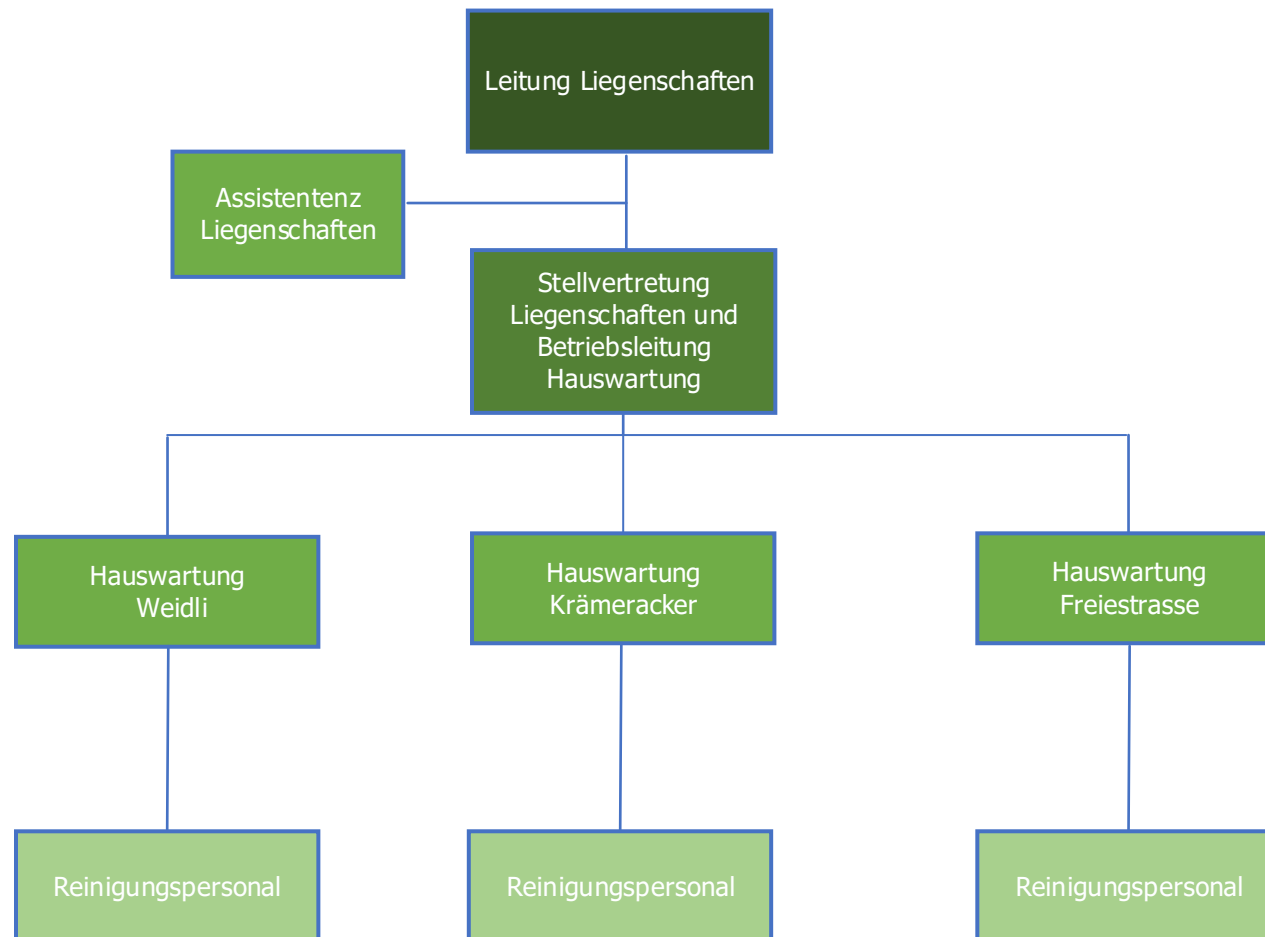 Leitung Liegenschaften
Assistentenz
Liegenschaften
Stellvertretung
Liegenschaften und
Betriebsleitung
Hauswartung
Hauswartung
Weidli
Hauswartung
Krämeracker
Hauswartung
Freiestrasse
Reinigungspersonal
Reinigungspersonal
Reinigungspersonal